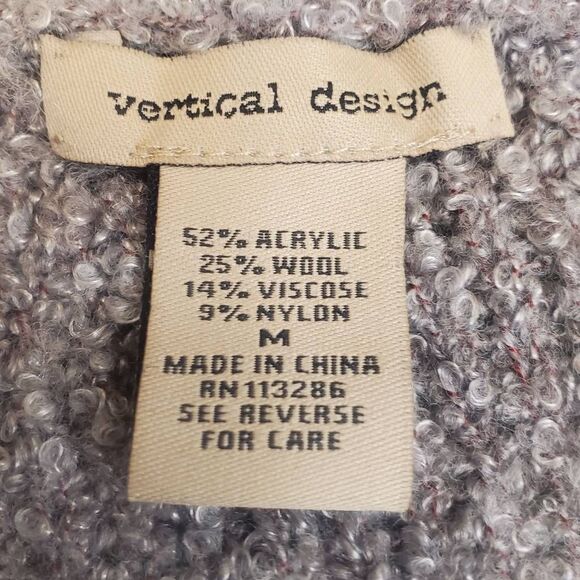 vertical design
52% ACRYLIC
25% WOOL
14% VISCOSE
9% NYLON
M
MADE IN CHINA
RN113286
SEE REVERSE
FOR CARE